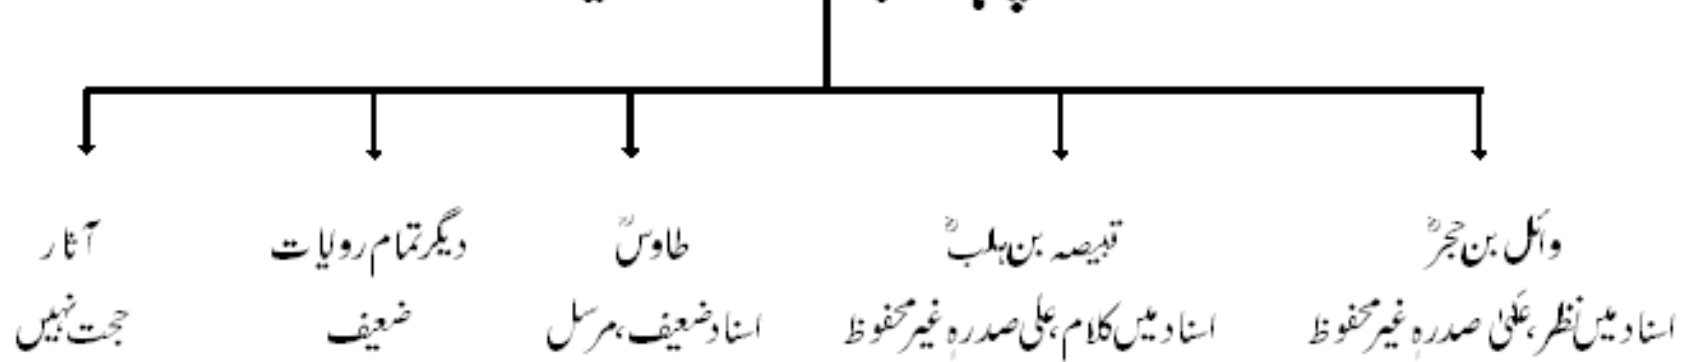 وائل بن حجرؓ
اسناد میں نظر، علیٰ صدرہٖ غیر محفوظ
قبیصہ بن ہلبؓ
اسناد میں کلام، علی صدرہٖ غیر محفوظ
طاوسؒ
اسناد ضعیف، مرسل
دیگر تمام روایات
ضعیف
آثار
حجت نہیں